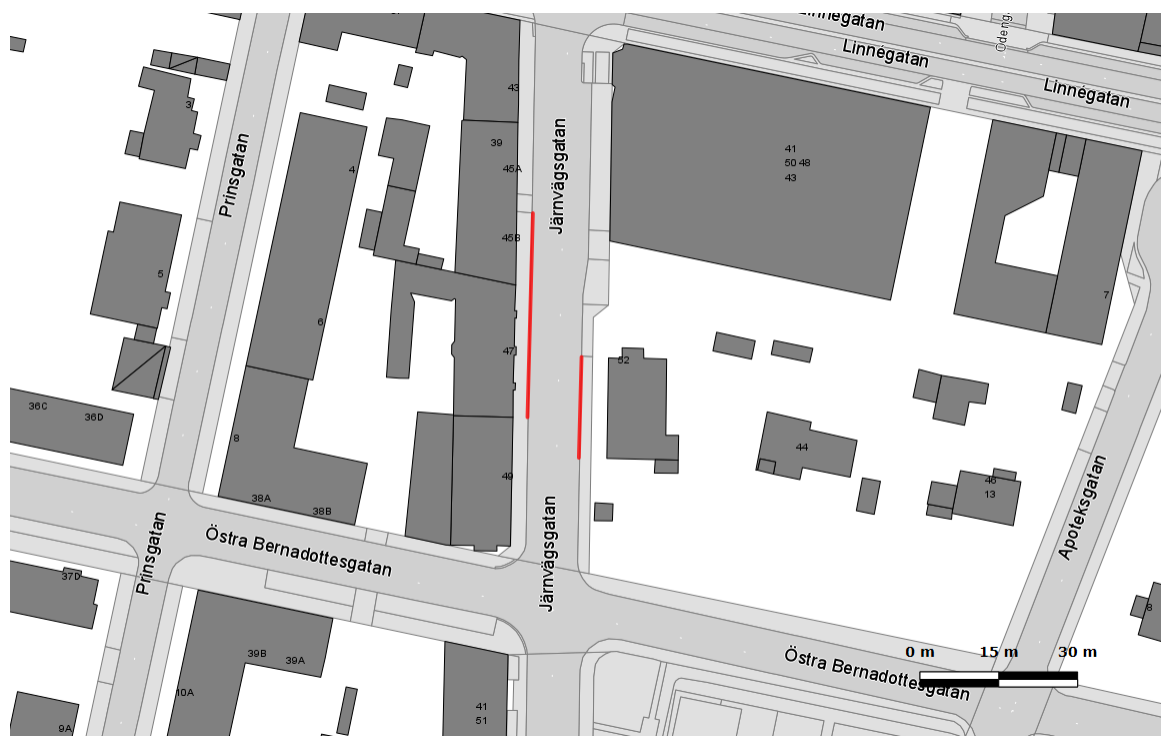 Linnégatan
Linnégatan
Linnégatan
Odeng
43
3
39
41
50 48
43
4
45A
Prinsgatan
Järnvägsgatan
45B
5
7
6
47
52
36C
36D
8
44
49
46
13
38A
38B
Apoteksgatan
Östra Bernadottesgatan
Prinsgatan
Järnvägsgatan
37D
8
39B
39A
0 m 15 m 30 m
Östra Bernadottesgatan
10A
41
51
9A